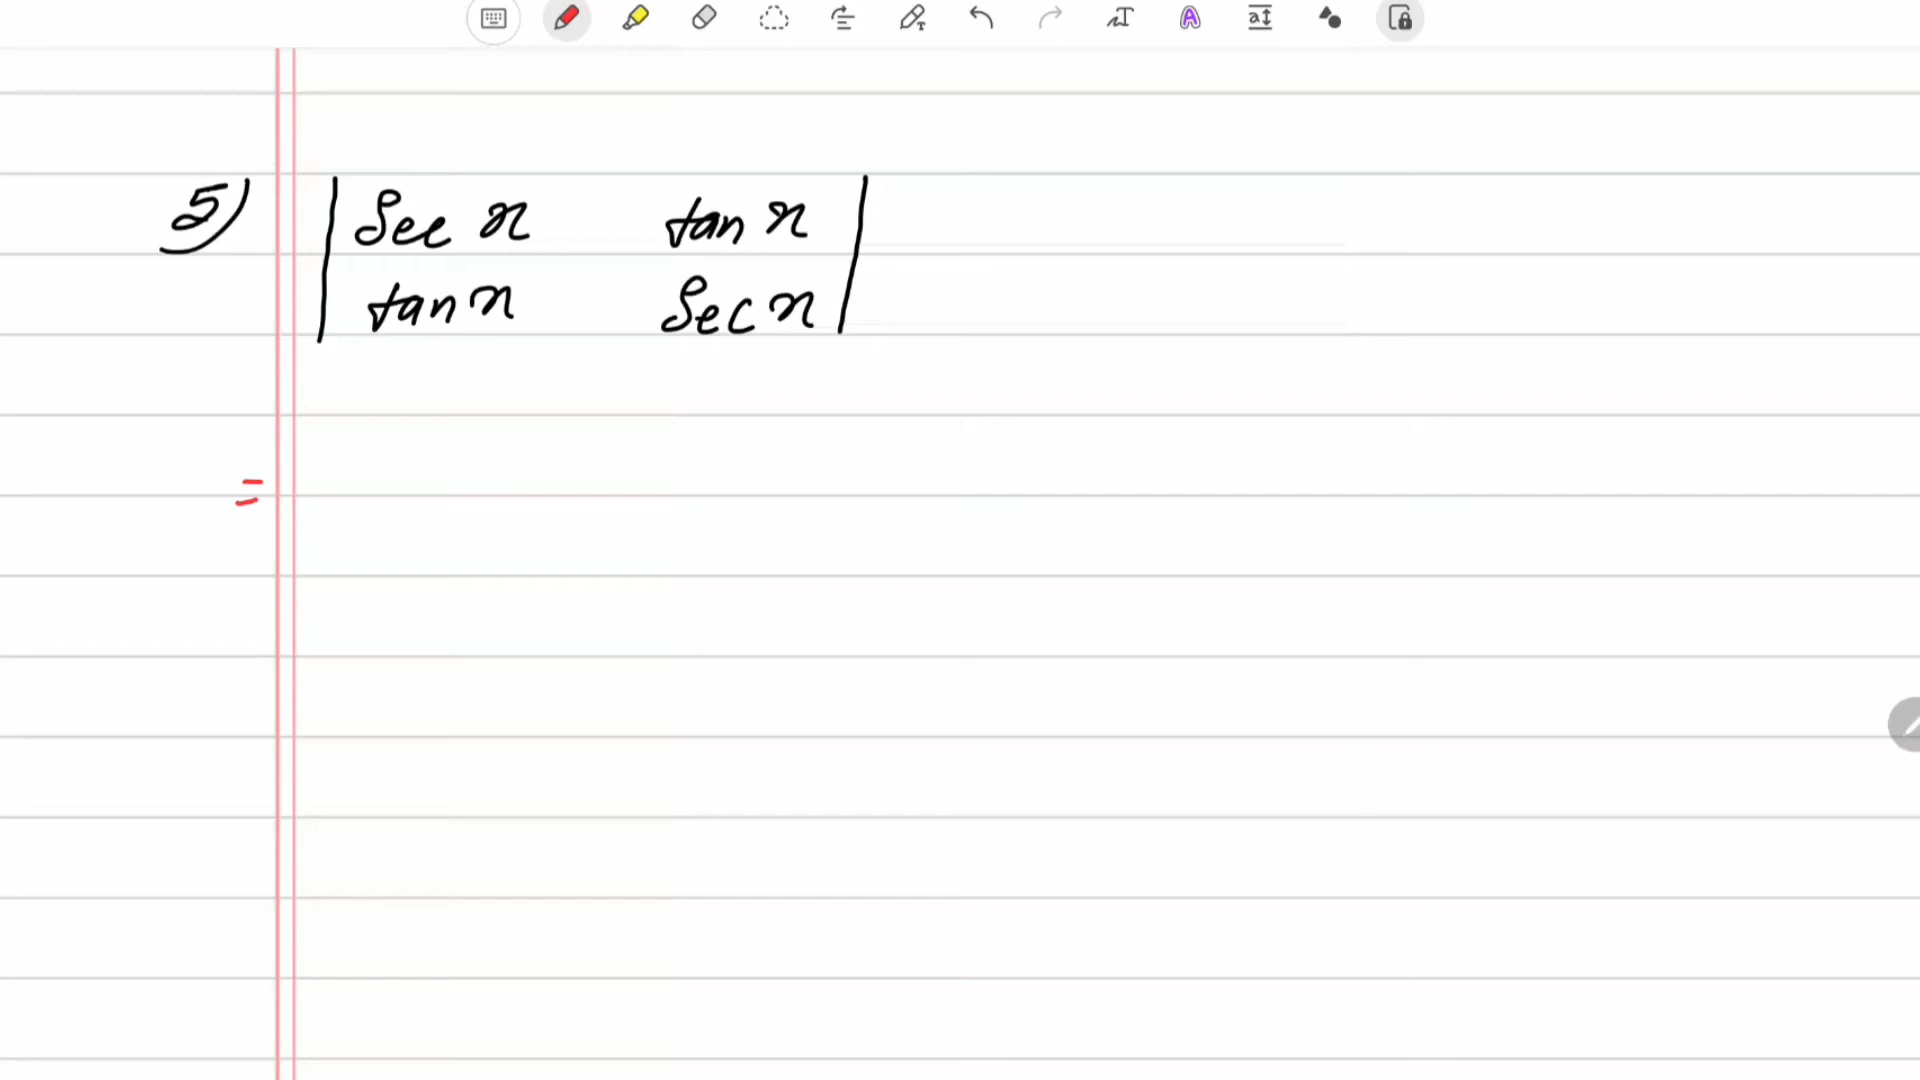 5) | Sec x tan x |
| tan x Sec x |
=